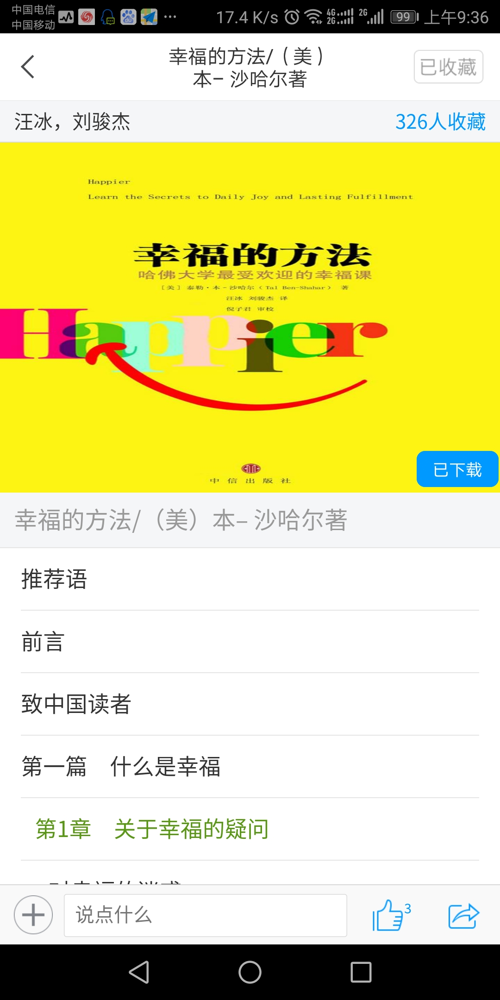 中国电信
中国移动
17.4 K/s 4G 2G 2G 99 上午9:36
幸福的方法/（美）
本- 沙哈尔著
已收藏
汪冰，刘骏杰
326人收藏
Happier
Learn the Secrets to Daily Joy and Lasting Fulfillment
幸福的方法
哈佛大学最受欢迎的幸福课
［美］ 泰勒·本-沙哈尔（Tal Ben-Shahar） 著
汪冰 刘骏杰 译
倪子君 审校
Happier
中信出版社
已下载
幸福的方法/（美）本- 沙哈尔著
推荐语
前言
致中国读者
第一篇 什么是幸福
第1章 关于幸福的疑问
说点什么
3